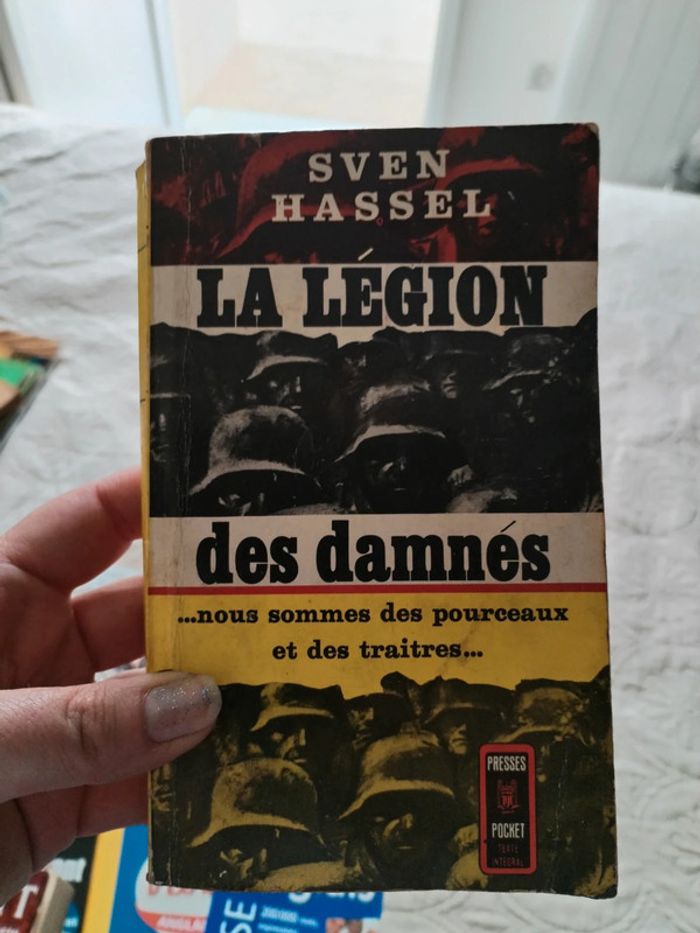 SVEN
HASSEL
LA LÉGION
des damnés
...nous sommes des pourceaux
et des traitres...
PRESSES
POCKET
TEXTE
INTÉGRAL